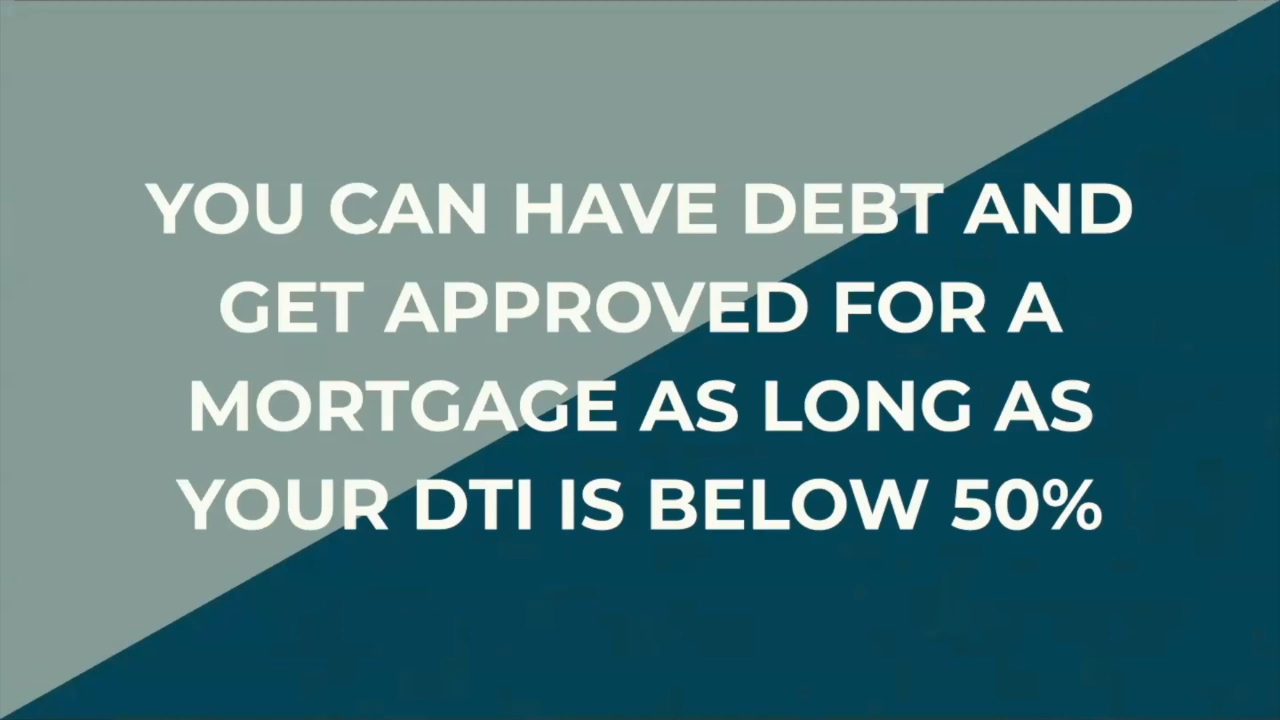 YOU CAN HAVE DEBT AND
GET APPROVED FOR A
MORTGAGE AS LONG AS
YOUR DTI IS BELOW 50%